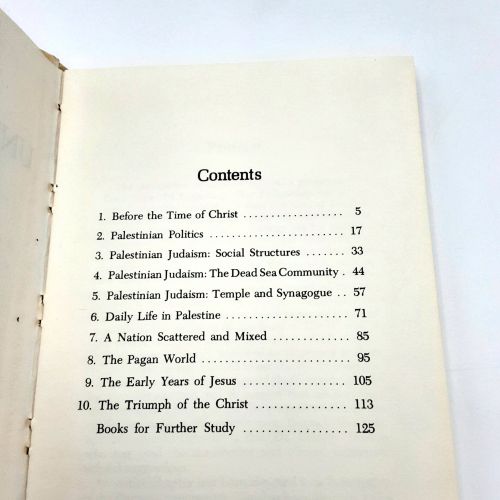 Contents
1. Before the Time of Christ .................. 5
2. Palestinian Politics ........................ 17
3. Palestinian Judaism: Social Structures ....... 33
4. Palestinian Judaism: The Dead Sea Community . 44
5. Palestinian Judaism: Temple and Synagogue .. 57
6. Daily Life in Palestine ..................... 71
7. A Nation Scattered and Mixed ............. 85
8. The Pagan World ......................... 95
9. The Early Years of Jesus .................. 105
10. The Triumph of the Christ ................ 113
Books for Further Study .................. 125